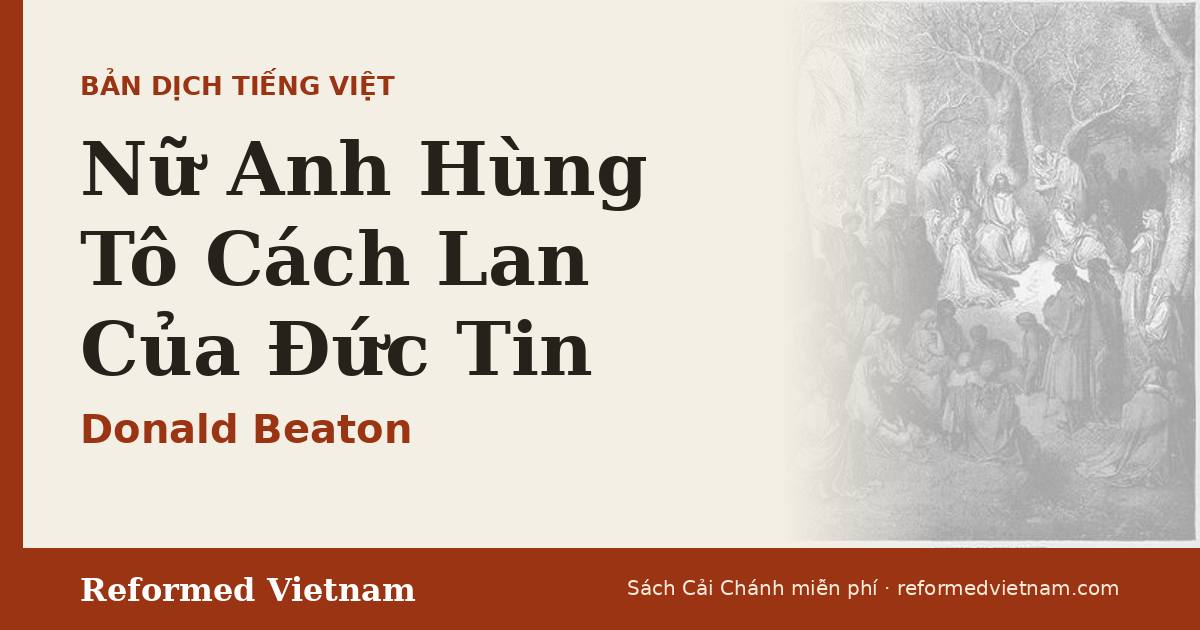 BẢN DỊCH TIẾNG VIỆT
Nữ Anh Hùng
Tô Cách Lan
Của Đức Tin
Donald Beaton
Reformed Vietnam
Sách Cải Chánh miễn phí · reformedvietnam.com